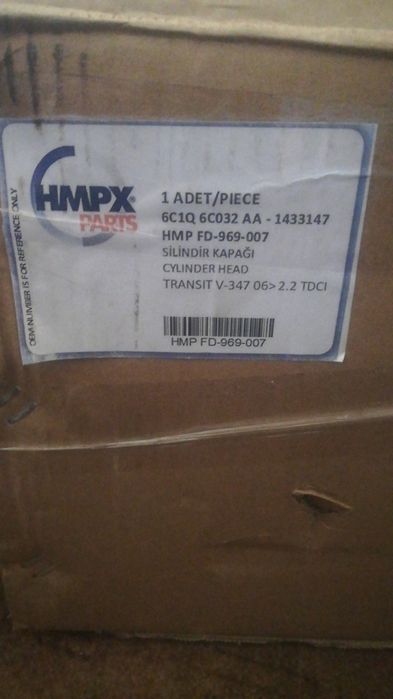 OEM NUMBER IS FOR REFERENCE ONLY
HMPX
PARTS
1 ADET/PIECE
6C1Q 6C032 AA - 1433147
HMP FD-969-007
SİLİNDİR KAPAĞI
CYLINDER HEAD
TRANSIT V-347 06> 2.2 TDCI
HMP FD-969-007